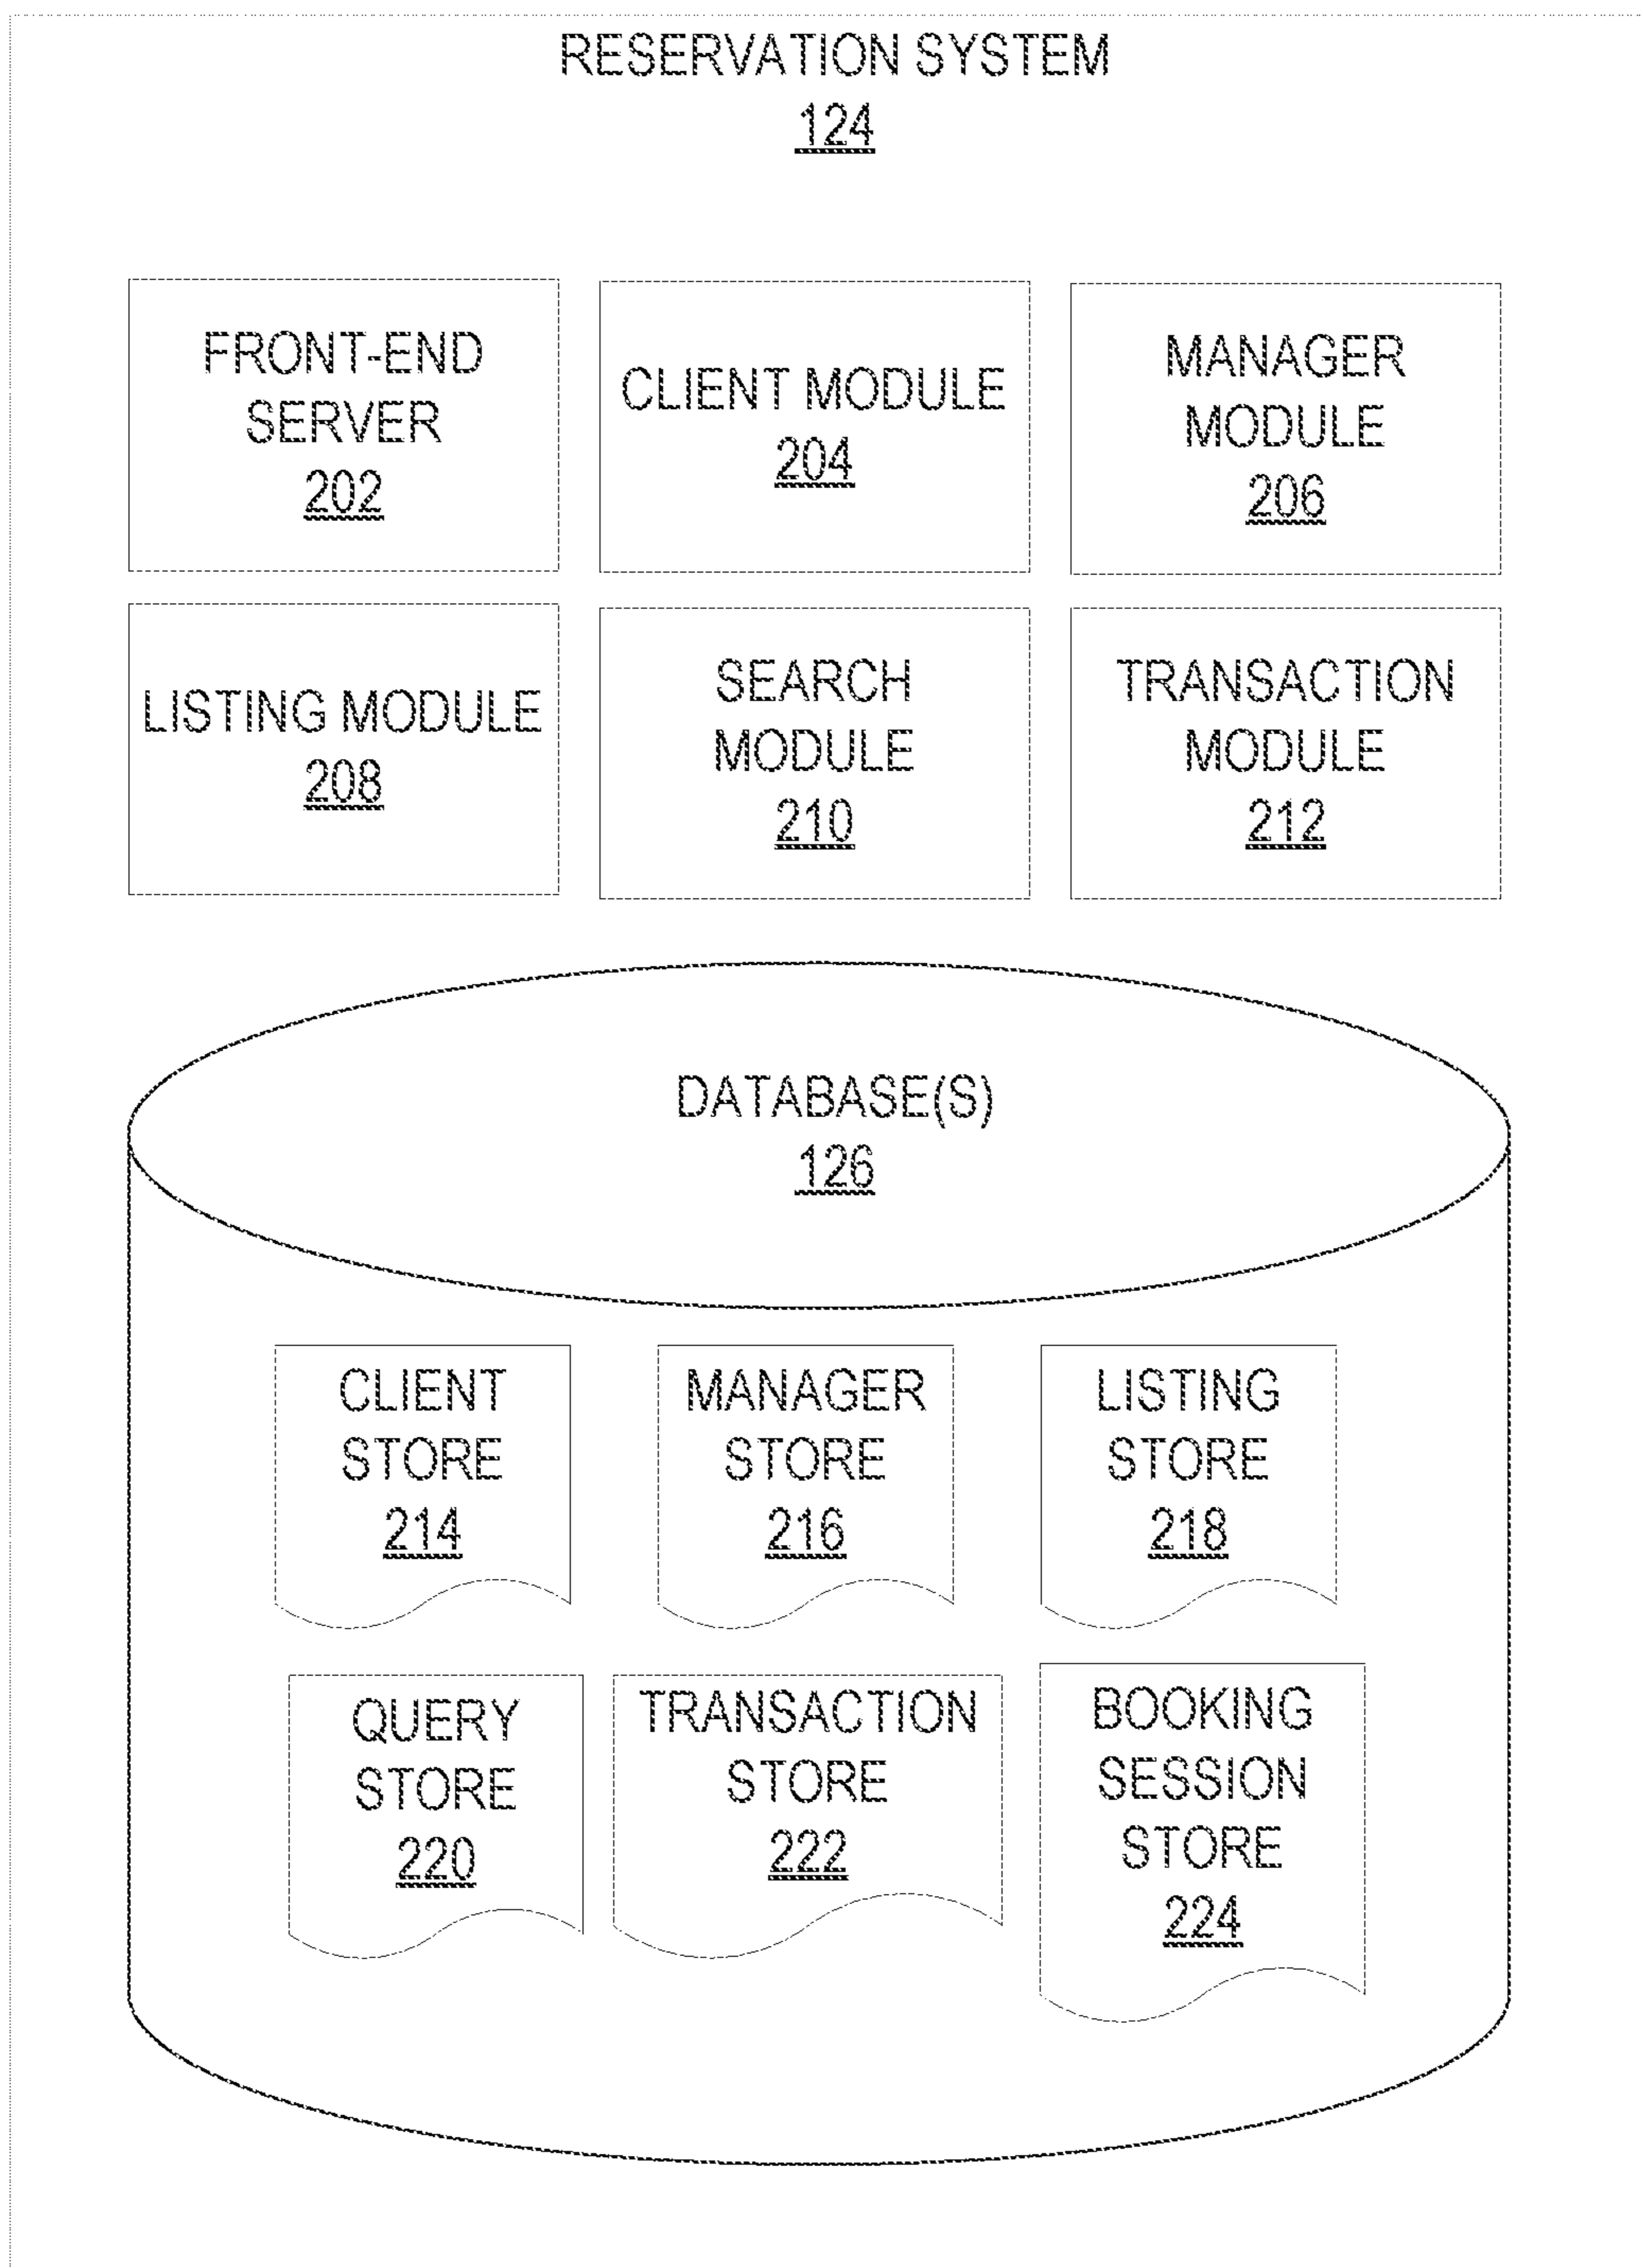 RESERVATION SYSTEM
124
FRONT-END
SERVER
202
CLIENT MODULE
204
MANAGER
MODULE
206
LISTING MODULE
208
SEARCH
MODULE
210
TRANSACTION
MODULE
212
DATABASE(S)
126
CLIENT
STORE
214
MANAGER
STORE
216
LISTING
STORE
218
QUERY
STORE
220
TRANSACTION
STORE
222
BOOKING
SESSION
STORE
224